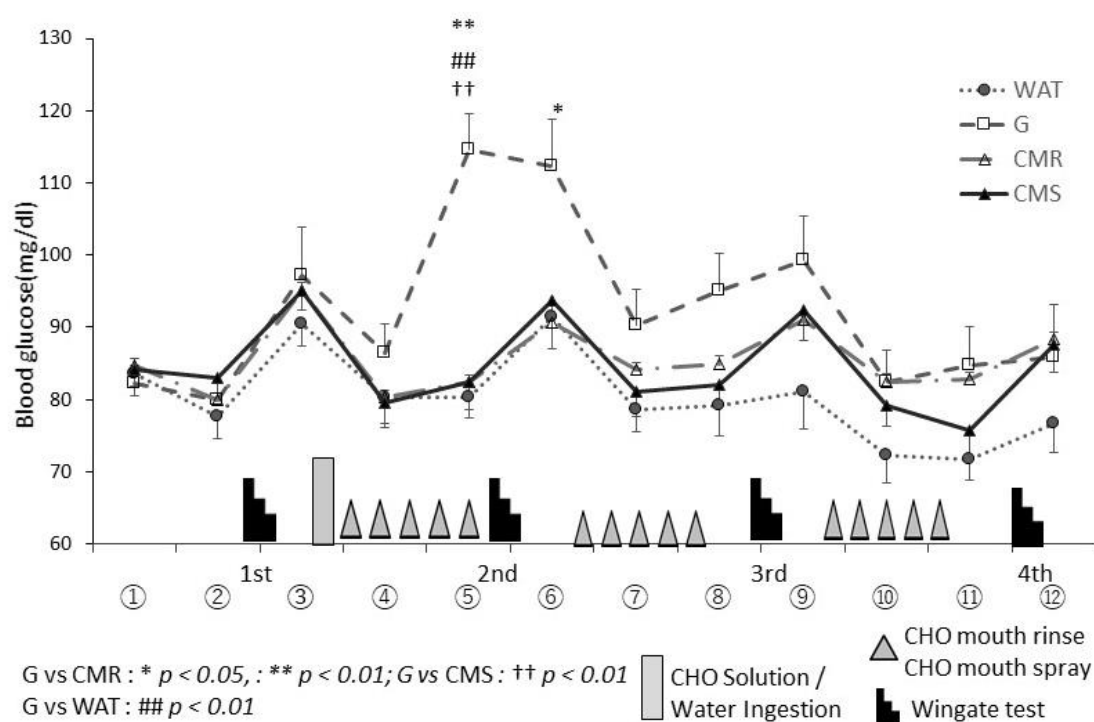 130
**
##
††
120
*
110
100
90
80
70
60
Blood glucose(mg/dl)
WAT
G
CMR
CMS
1st
2nd
3rd
4th
① ② ③ ④ ⑤ ⑥ ⑦ ⑧ ⑨ ⑩ ⑪ ⑫
G vs CMR : * p < 0.05, : ** p < 0.01; G vs CMS : †† p < 0.01
G vs WAT : ## p < 0.01
CHO Solution /
Water Ingestion
CHO mouth rinse
CHO mouth spray
Wingate test